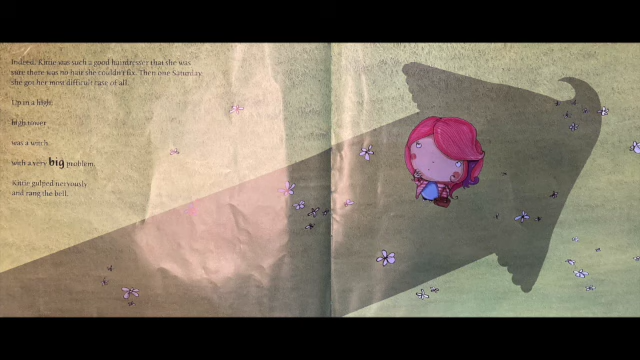 Indeed, Kittie was such a good hairdresser that she was
sure there was no hair she couldn't fix. Then one Saturday
she got her most difficult case of all.
Up in a high,
high tower
was a witch
with a very big problem.
Kittie gulped nervously
and rang the bell.